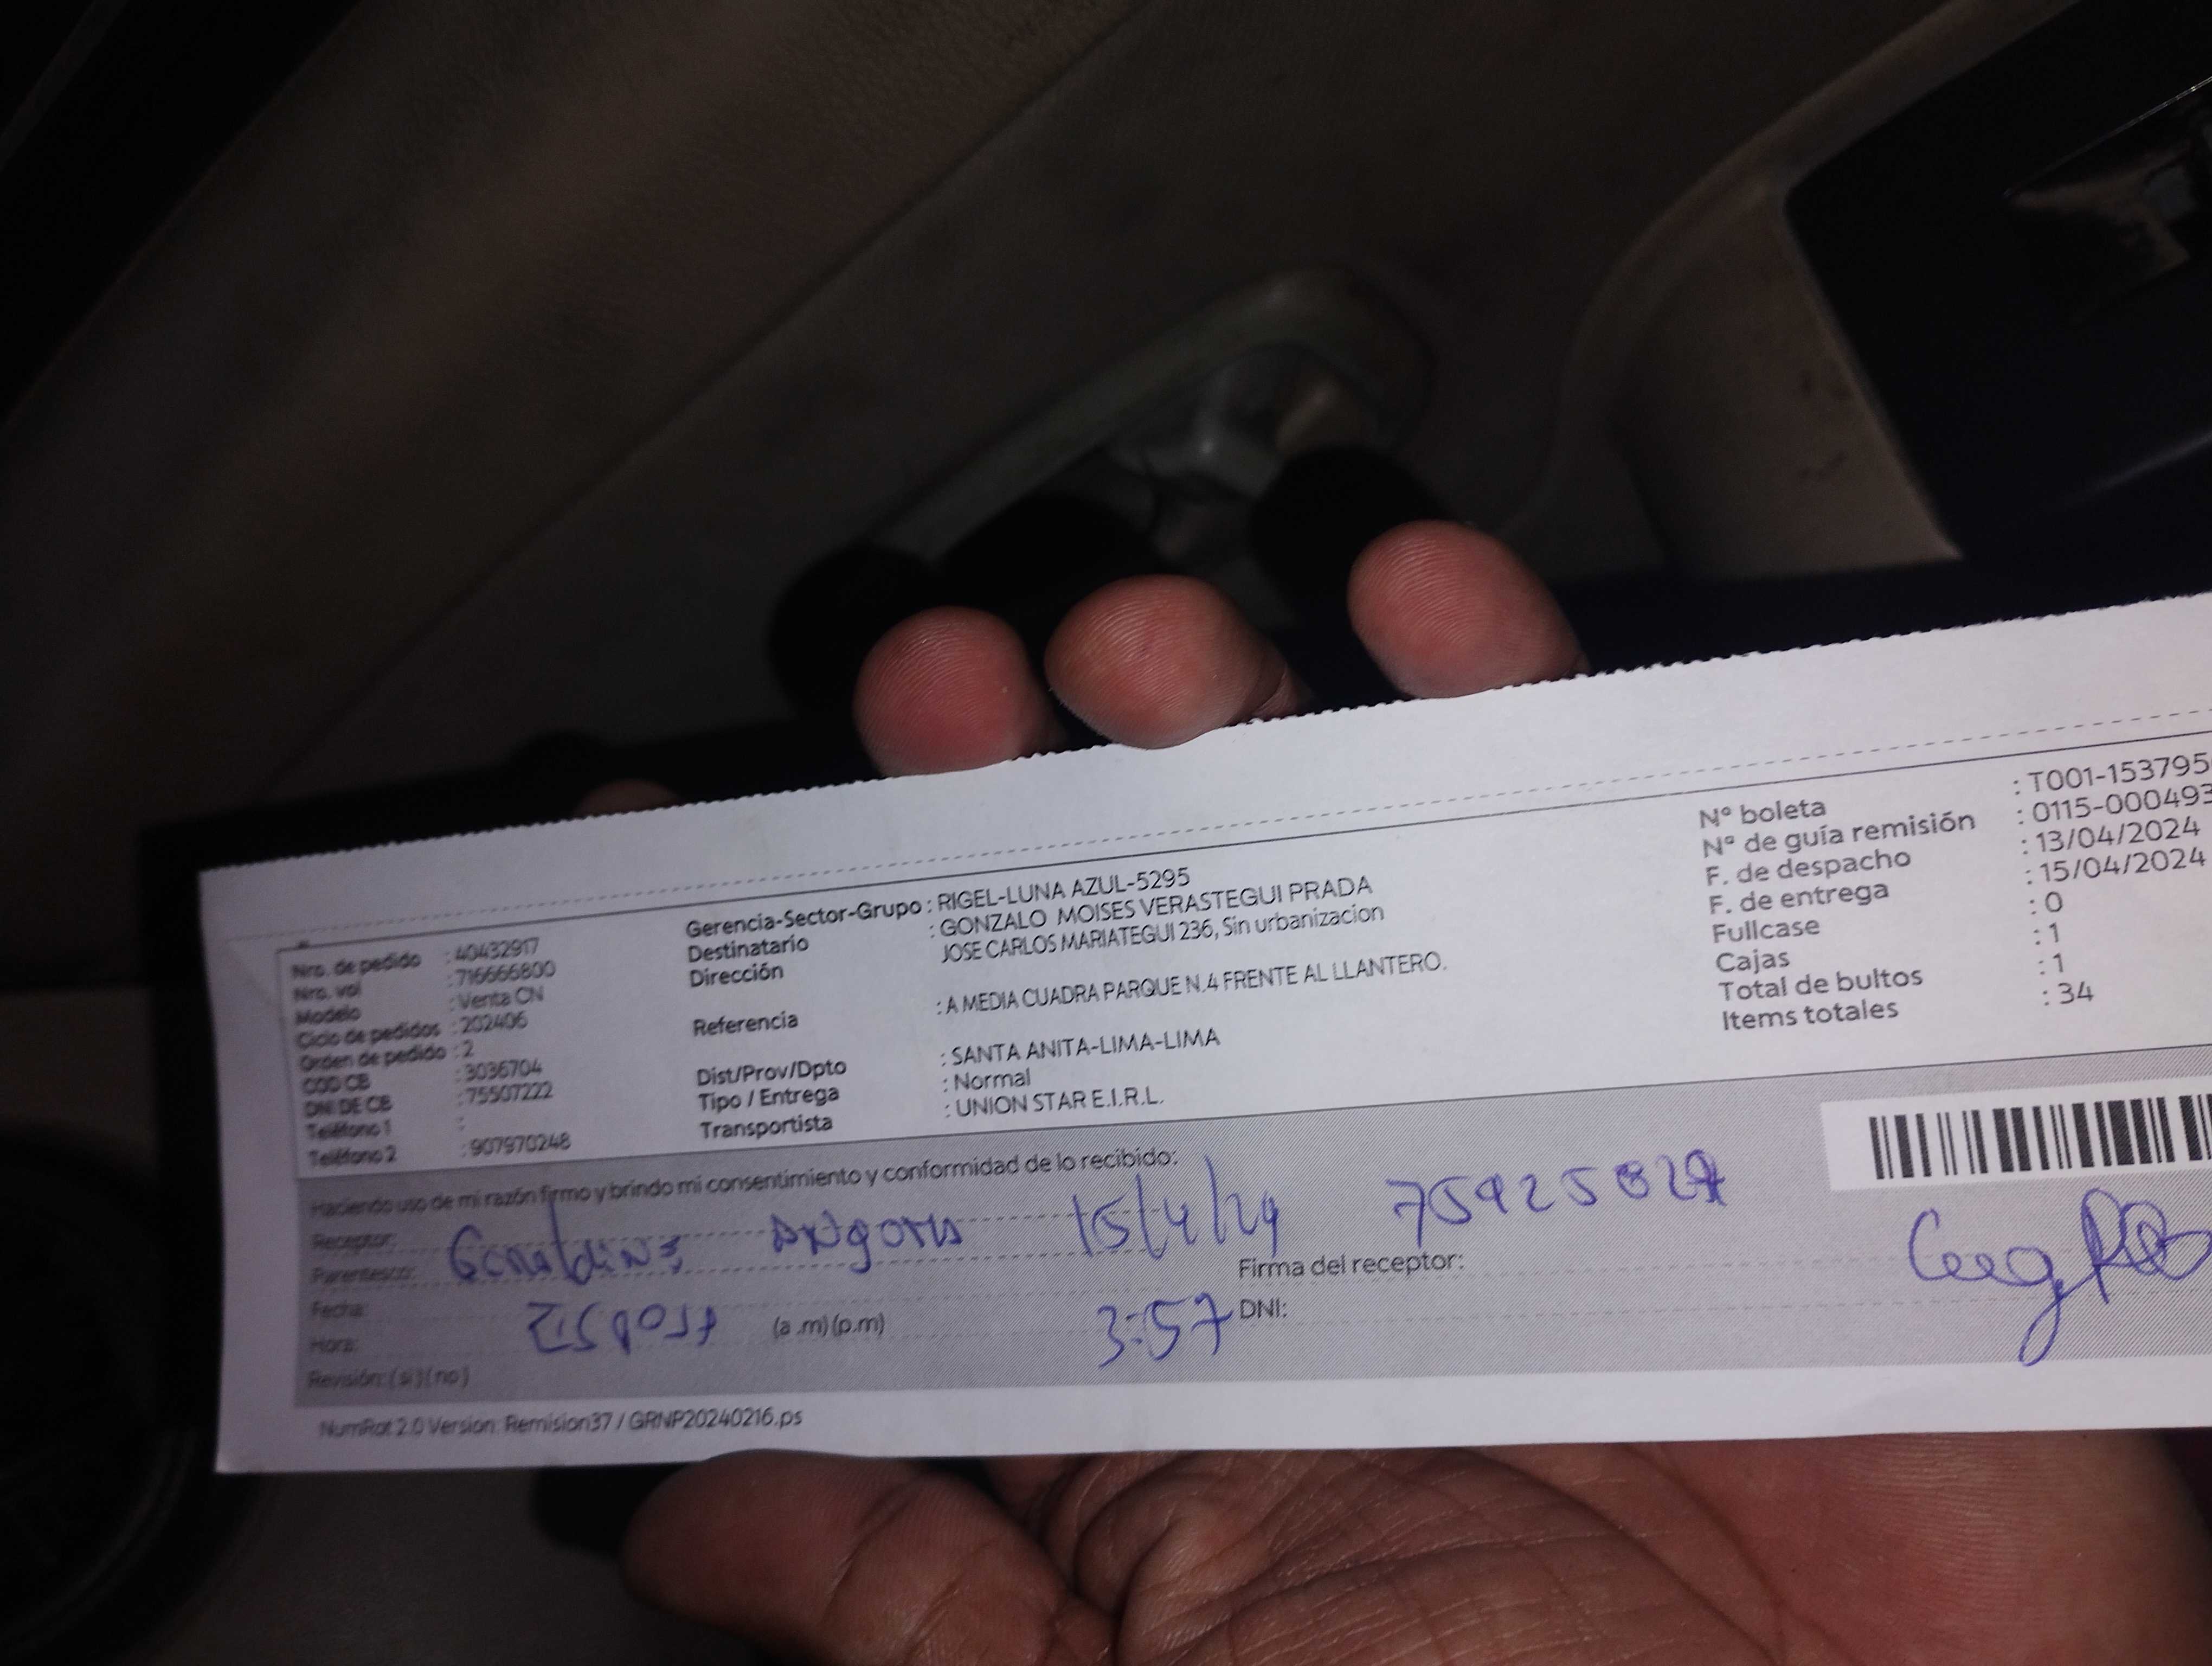 Nro. de pedido : 40432917
Nro. vol : 716666800
Modelo : Venta CN
Ciclo de pedidos : 202406
Orden de pedido : 2
COD CB : 3036704
DNI DE CB : 75507222
Teléfono 1 :
Teléfono 2 : 907970248
Gerencia-Sector-Grupo : RIGEL-LUNA AZUL-5295
Destinatario : GONZALO MOISES VERASTEGUI PRADA
Dirección JOSE CARLOS MARIATEGUI 236, Sin urbanizacion
Referencia : A MEDIA CUADRA PARQUE N.4 FRENTE AL LLANTERO.
Dist/Prov/Dpto : SANTA ANITA-LIMA-LIMA
Tipo / Entrega : Normal
Transportista : UNION STAR E.I.R.L.
N° boleta : T001-153795
N° de guía remisión : 0115-000493
F. de despacho : 13/04/2024
F. de entrega : 15/04/2024
Fullcase : 0
Cajas : 1
Total de bultos : 1
Items totales : 34
Haciendo uso de mi razón firmo y brindo mi consentimiento y conformidad de lo recibido:
Receptor:
Parentesco: 15/4/24
Firma del receptor:
Fecha:
Hora: (a .m) (p.m) 3:57 DNI:
Revisión: ( si ) ( no )
NumRot 2.0 Version: Remision37 / GRNP20240216.ps